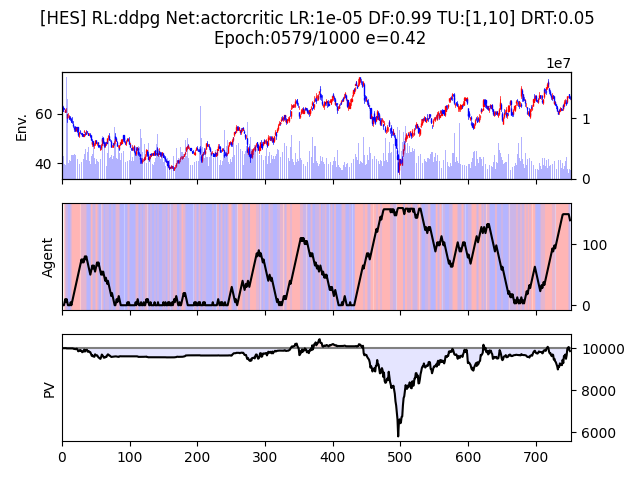 [HES] RL:ddpg Net:actorcritic LR:1e-05 DF:0.99 TU:[1,10] DRT:0.05
Epoch:0579/1000 e=0.42
1e7
Env.
60
40
1
0
Agent
100
0
PV
10000
8000
6000
0 100 200 300 400 500 600 700